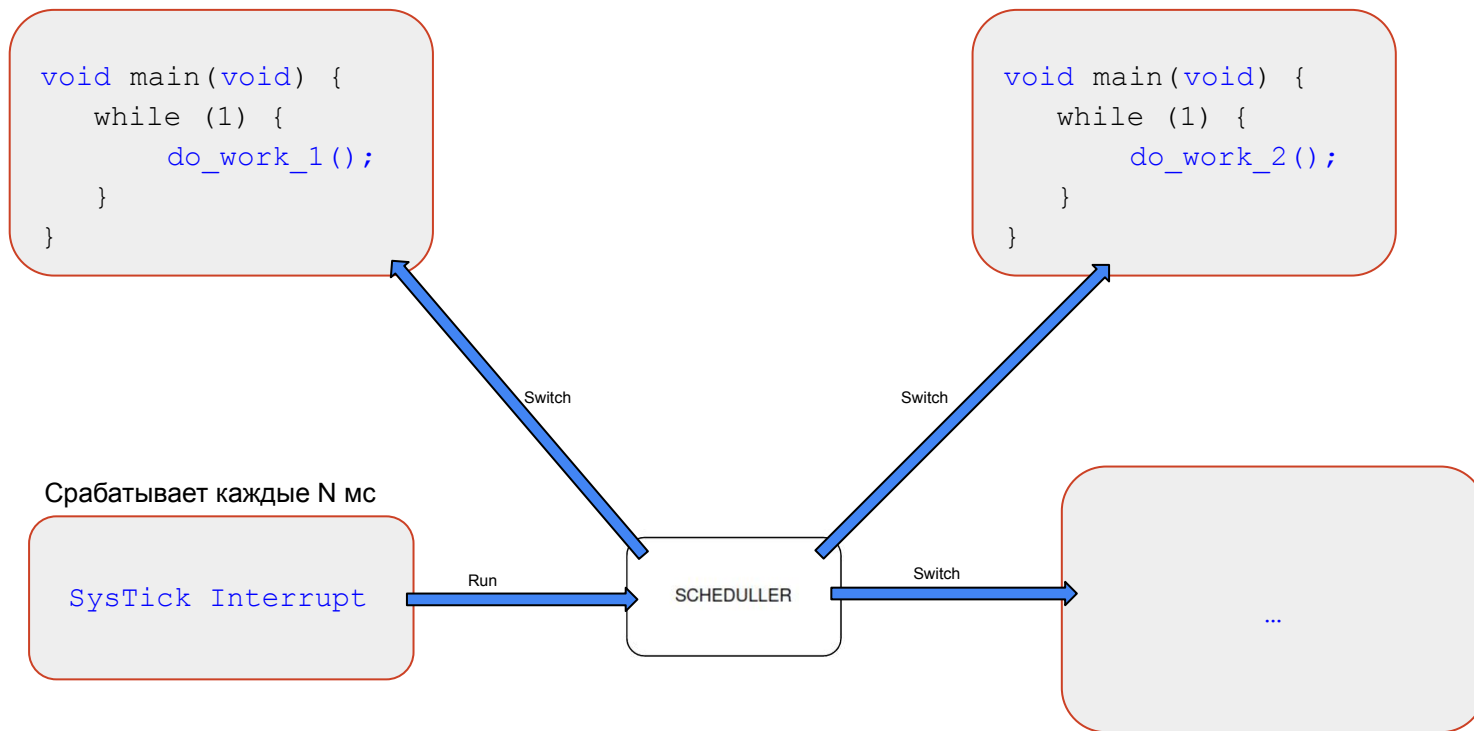 void main(void) {
while (1) {
do_work_1();
}
}
void main(void) {
while (1) {
do_work_2();
}
}
Switch
Switch
Срабатывает каждые N мс
SysTick Interrupt
Run
SCHEDULLER
Switch
…